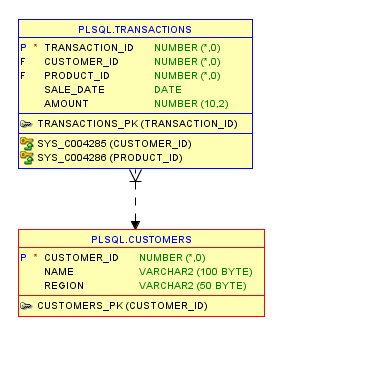 PLSQL.TRANSACTIONS
P * TRANSACTION_ID NUMBER (*,0)
F CUSTOMER_ID NUMBER (*,0)
F PRODUCT_ID NUMBER (*,0)
SALE_DATE DATE
AMOUNT NUMBER (10,2)
TRANSACTIONS_PK (TRANSACTION_ID)
SYS_C004285 (CUSTOMER_ID)
SYS_C004286 (PRODUCT_ID)
PLSQL.CUSTOMERS
P * CUSTOMER_ID NUMBER (*,0)
NAME VARCHAR2 (100 BYTE)
REGION VARCHAR2 (50 BYTE)
CUSTOMERS_PK (CUSTOMER_ID)